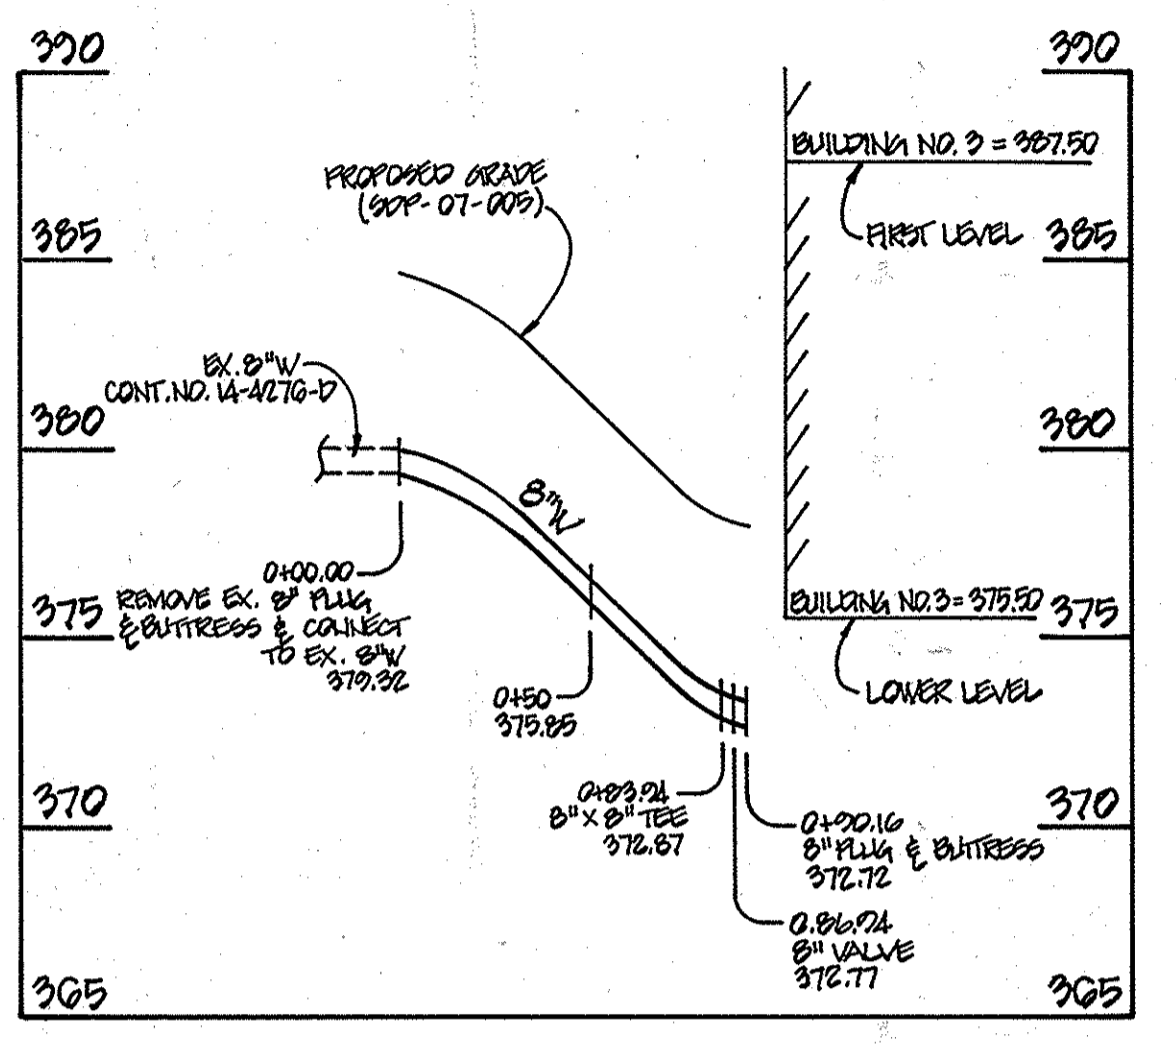 390
390
BUILDING NO. 3 = 387.50
PROPOSED GRADE
(SDP-07-005)
FIRST LEVEL
385
385
EX. 8"W
CONT. NO. 14-4276-D
380
380
8"W
0+00.00
REMOVE EX. 8" PLUG
& BUTTRESS & CONNECT
TO EX. 8"W
379.32
375
BUILDING NO. 3 = 375.50
375
LOWER LEVEL
0+50
375.85
370
370
0+83.94
8" X 8" TEE
372.87
0+90.16
8" PLUG & BUTTRESS
372.72
0.86.94
8" VALVE
372.77
365
365